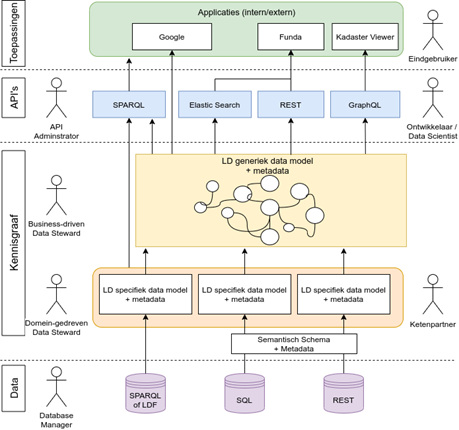 Toepassingen
Applicaties (intern/extern)
Google
Funda
Kadaster Viewer
Eindgebruiker
API's
API
Adminstrator
SPARQL
Elastic Search
REST
GraphQL
Ontwikkelaar /
Data Scientist
Kennisgraaf
LD generiek data model
+ metadata
Business-driven
Data Steward
LD specifiek data model
+ metadata
LD specifiek data model
+ metadata
LD specifiek data model
+ metadata
Domein-gedreven
Data Steward
Ketenpartner
Semantisch Schema
+ Metadata
Data
Database
Manager
SPARQL
of LDF
SQL
REST